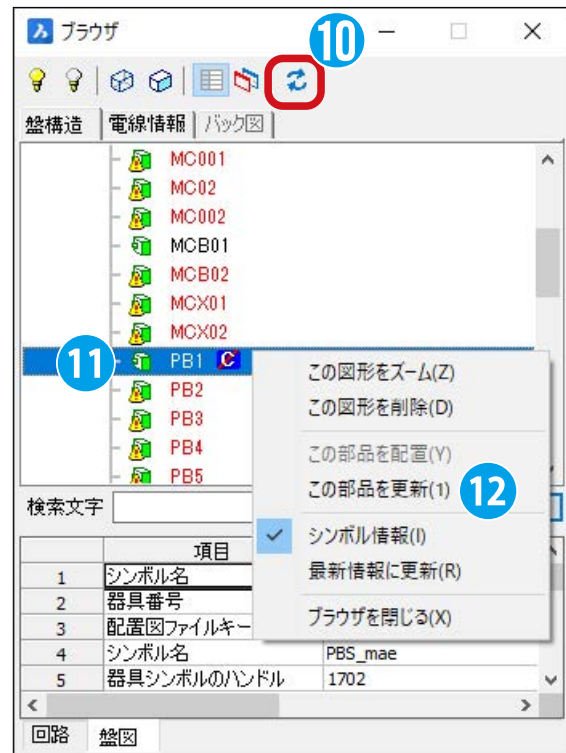 ブラウザ
10
盤構造 電線情報 バック図
MC001
MC02
MC002
MCB01
MCB02
MCX01
MCX02
11 PB1 C
PB2
PB3
PB4
PB5
この図形をズーム(Z)
この図形を削除(D)
この部品を配置(Y)
この部品を更新(1) 12
シンボル情報(I)
最新情報に更新(R)
ブラウザを閉じる(X)
検索文字
項目
1 シンボル名
2 器具番号
3 配置図ファイルキー
4 シンボル名 PBS_mae
5 器具シンボルのハンドル 1702
回路 盤図